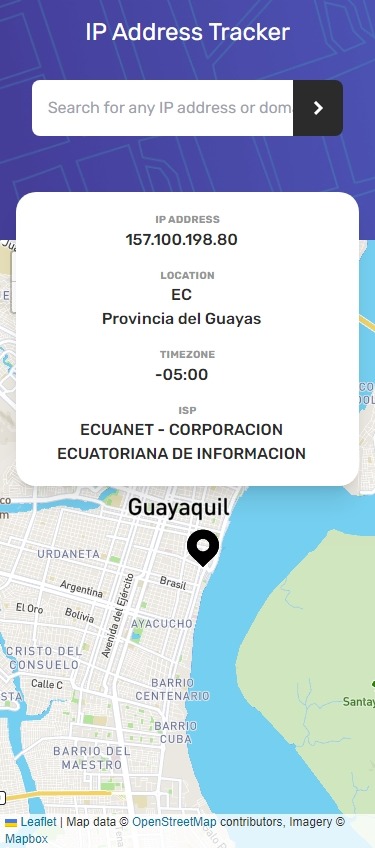 IP Address Tracker
Search for any IP address or dom
IP ADDRESS
157.100.198.80
LOCATION
EC
Provincia del Guayas
TIMEZONE
-05:00
ISP
ECUANET - CORPORACION
ECUATORIANA DE INFORMACION
Guayaquil
URDANETA
Argentina
Brasil
El Oro
Bolivia
Avenida del Ejército
AYACUCHO
CRISTO DEL
CONSUELO
Calle C
BARRIO
CENTENARIO
BARRIO
CUBA
BARRIO DEL
MAESTRO
Santay
Leaflet | Map data © OpenStreetMap contributors, Imagery ©
Mapbox